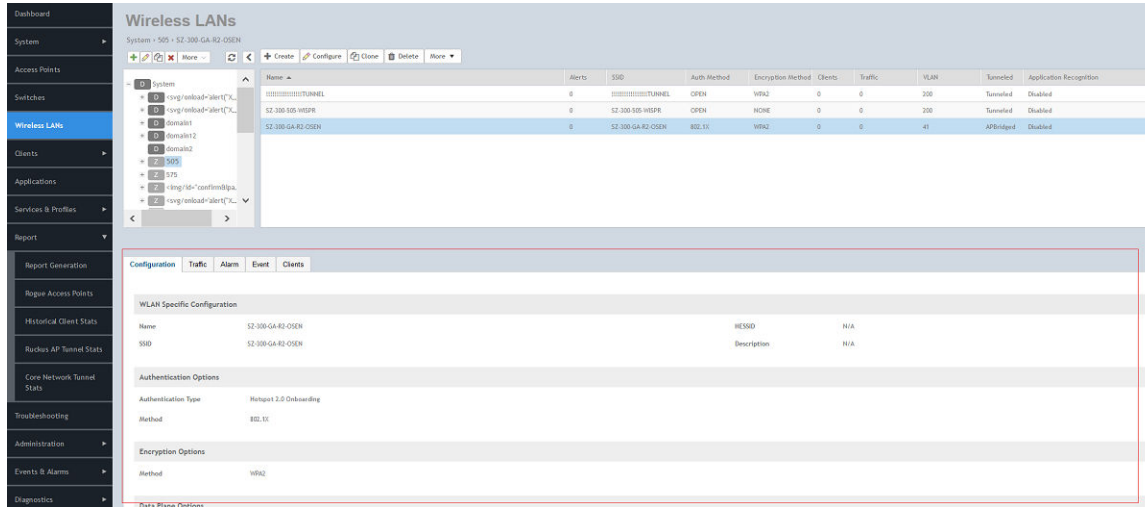 Dashboard
System
Access Points
Switches
Wireless LANs
Clients
Applications
Services & Profiles
Report
Report Generation
Rogue Access Points
Historical Client Stats
Ruckus AP Tunnel Stats
Core Network Tunnel
Stats
Troubleshooting
Administration
Events & Alarms
Diagnostics
Wireless LANs
System > 505 > SZ-300-GA-R2-OSEN
More
Create Configure Clone Delete More
D System
D <svg/onload='alert("X...
D <svg/onload='alert("X...
D domain1
D domain12
D domain2
Z 505
Z 575
Z
Z <svg/onload='alert("X...
Name Alerts SSID Auth Method Encryption Method Clients Traffic VLAN Tunneled Application Recognition
0 OPEN WPA2 0 0 200 Tunneled Disabled
SZ-300-505-WISPR 0 SZ-300-505-WISPR OPEN NONE 0 0 200 Tunneled Disabled
SZ-300-GA-R2-OSEN 0 SZ-300-GA-R2-OSEN 802.1X WPA2 0 0 41 APBridged Disabled
Configuration Traffic Alarm Event Clients
WLAN Specific Configuration
Name SZ-300-GA-R2-OSEN HESSID N/A
SSID SZ-300-GA-R2-OSEN Description N/A
Authentication Options
Authentication Type Hotspot 2.0 Onboarding
Method 802.1X
Encryption Options
Method WPA2
Data Plane Options